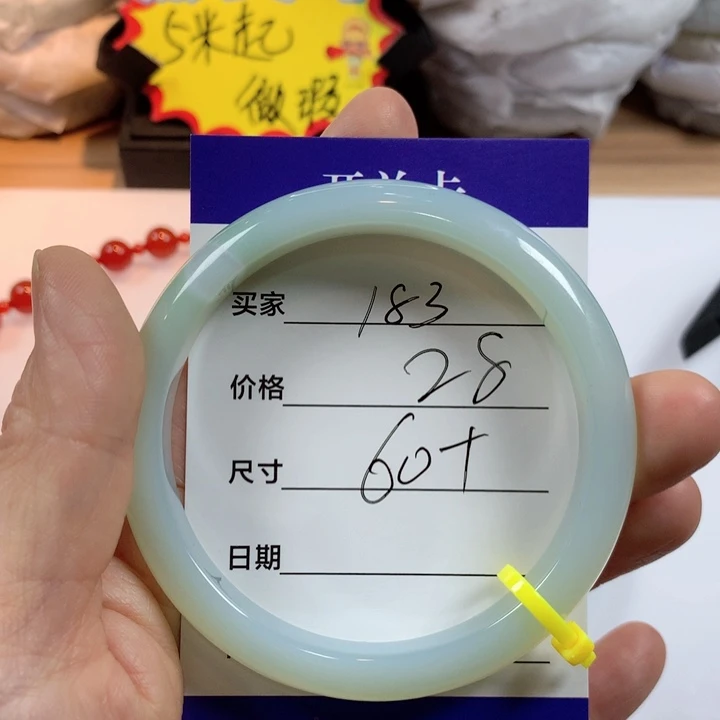 5米起
微瑕
买家 183
价格 28
尺寸 60+
日期